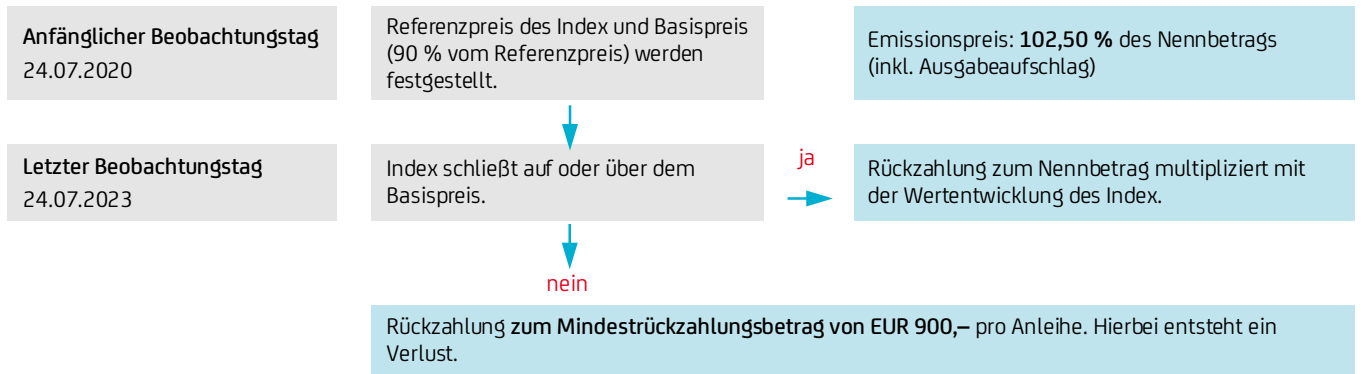 Anfänglicher Beobachtungstag
24.07.2020
Referenzpreis des Index und Basispreis
(90 % vom Referenzpreis) werden
festgestellt.
Emissionspreis: 102,50 % des Nennbetrags
(inkl. Ausgabeaufschlag)
Letzter Beobachtungstag
24.07.2023
Index schließt auf oder über dem
Basispreis.
ja
Rückzahlung zum Nennbetrag multipliziert mit
der Wertentwicklung des Index.
nein
Rückzahlung zum Mindestrückzahlungsbetrag von EUR 900,– pro Anleihe. Hierbei entsteht ein
Verlust.